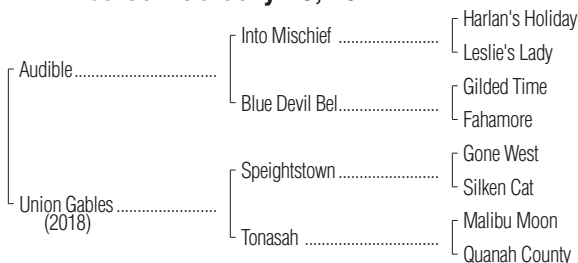 Harlan's Holiday
Into Mischief
Leslie's Lady
Audible
Gilded Time
Blue Devil Bel
Fahamore
Gone West
Speightstown
Silken Cat
Union Gables
(2018)
Malibu Moon
Tonasah
Quanah County